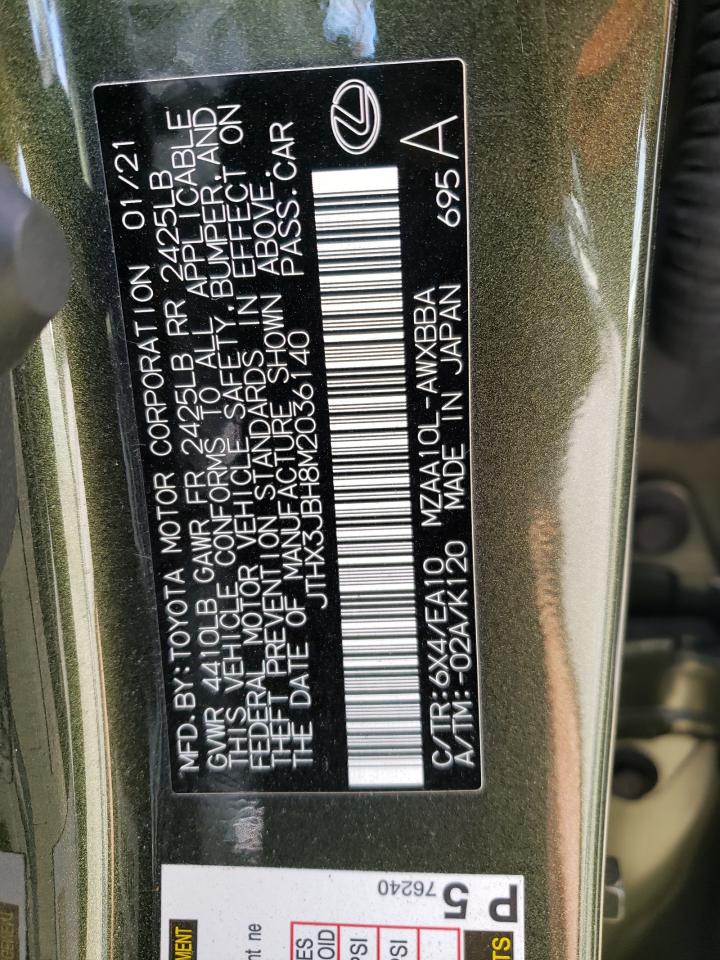 MFD.BY:TOYOTA MOTOR CORPORATION 01/21
GVWR 4410LB GAWR FR 2425LB RR 2425LB
THIS VEHICLE CONFORMS TO ALL APPLICABLE
FEDERAL MOTOR VEHICLE SAFETY,BUMPER,AND
THEFT PREVENTION STANDARDS IN EFFECT ON
THE DATE OF MANUFACTURE SHOWN ABOVE.
JTHX3JBH8M2036140 PASS.CAR
C/TR:6X4/EA10 MZAA10L-AWXBBA
A/TM:-02A/K120 MADE IN JAPAN 695 A
P5
76240